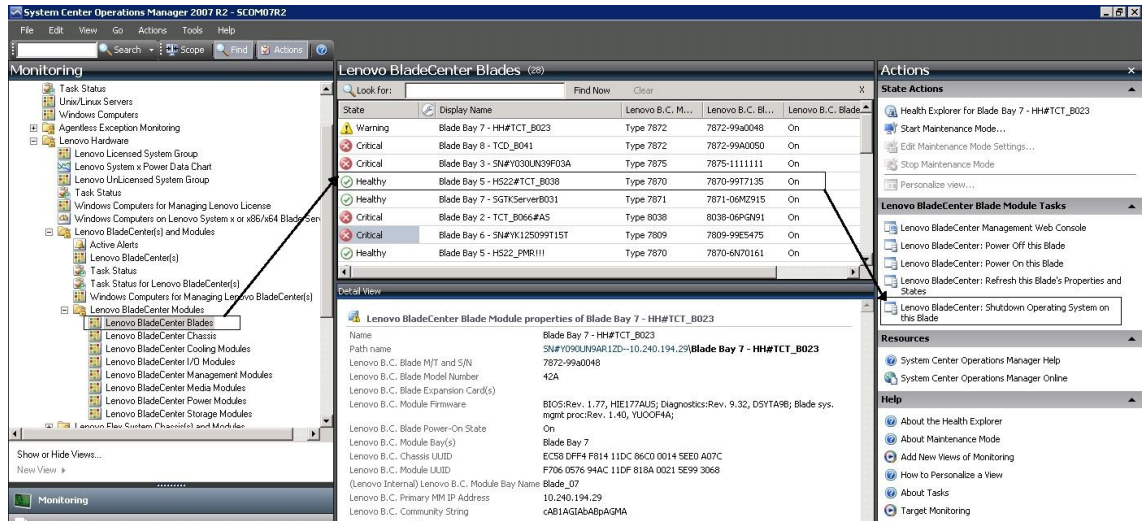 System Center Operations Manager 2007 R2 - SCOM07R2
File Edit View Go Actions Tools Help
Search Scope Find Actions
Monitoring
Task Status
Unix/Linux Servers
Windows Computers
Agentless Exception Monitoring
Lenovo Hardware
Lenovo Licensed System Group
Lenovo System x Power Data Chart
Lenovo UnLicensed System Group
Task Status
Windows Computers for Managing Lenovo License
Windows Computers on Lenovo System x or x86/x64 Blade Serv
Lenovo BladeCenter(s) and Modules
Active Alerts
Lenovo BladeCenter(s)
Task Status
Task Status for Lenovo BladeCenter(s)
Windows Computers for Managing Lenovo BladeCenter(s)
Lenovo BladeCenter Modules
Lenovo BladeCenter Blades
Lenovo BladeCenter Chassis
Lenovo BladeCenter Cooling Modules
Lenovo BladeCenter I/O Modules
Lenovo BladeCenter Management Modules
Lenovo BladeCenter Media Modules
Lenovo BladeCenter Power Modules
Lenovo BladeCenter Storage Modules
Lenovo Flex System Chassis(s) and Modules
Show or Hide Views...
New View
Monitoring
Lenovo BladeCenter Blades (28)
Look for: Find Now Clear X
State Display Name Lenovo B.C. M... Lenovo B.C. Bl... Lenovo B.C. Blade
Warning Blade Bay 7 - HH#TCT_B023 Type 7872 7872-99a0048 On
Critical Blade Bay 8 - TCD_B041 Type 7872 7872-99A0050 On
Critical Blade Bay 3 - SN#Y030UN39F03A Type 7875 7875-1111111 On
Healthy Blade Bay 5 - HS22#TCT_B038 Type 7870 7870-99T7135 On
Healthy Blade Bay 7 - SGTKServerB031 Type 7871 7871-06MZ915 On
Critical Blade Bay 2 - TCT_B066#AS Type 8038 8038-06PGN91 On
Critical Blade Bay 6 - SN#YK125099T15T Type 7809 7809-99E5475 On
Healthy Blade Bay 5 - HS22_PMR!!! Type 7870 7870-6N70161 On
Detail View
Lenovo BladeCenter Blade Module properties of Blade Bay 7 - HH#TCT_B023
Name Blade Bay 7 - HH#TCT_B023
Path name SN#Y090UN9AR1ZD--10.240.194.29\Blade Bay 7 - HH#TCT_B023
Lenovo B.C. Blade M/T and S/N 7872-99a0048
Lenovo B.C. Blade Model Number 42A
Lenovo B.C. Blade Expansion Card(s)
Lenovo B.C. Module Firmware BIOS:Rev. 1.77, HIE177AUS; Diagnostics:Rev. 9.32, DSYTA9B; Blade sys.
mgmt proc:Rev. 1.40, YUOOF4A;
Lenovo B.C. Blade Power-On State On
Lenovo B.C. Module Bay(s) Blade Bay 7
Lenovo B.C. Chassis UUID EC58 DFF4 F814 11DC 86C0 0014 5EE0 A07C
Lenovo B.C. Module UUID F706 0576 94AC 11DF 818A 0021 5E99 3068
(Lenovo Internal) Lenovo B.C. Module Bay Name Blade_07
Lenovo B.C. Primary MM IP Address 10.240.194.29
Lenovo B.C. Community String cAB1AGIAbABpAGMA
Actions x
State Actions
Health Explorer for Blade Bay 7 - HH#TCT_B023
Start Maintenance Mode...
Edit Maintenance Mode Settings...
Stop Maintenance Mode
Personalize view...
Lenovo BladeCenter Blade Module Tasks
Lenovo BladeCenter Management Web Console
Lenovo BladeCenter: Power Off this Blade
Lenovo BladeCenter: Power On this Blade
Lenovo BladeCenter: Refresh this Blade's Properties and
States
Lenovo BladeCenter: Shutdown Operating System on
this Blade
Resources
System Center Operations Manager Help
System Center Operations Manager Online
Help
About the Health Explorer
About Maintenance Mode
Add New Views of Monitoring
How to Personalize a View
About Tasks
Target Monitoring